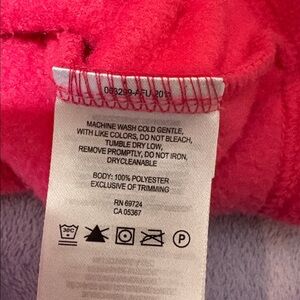 MACHINE WASH COLD GENTLE,
WITH LIKE COLORS, DO NOT BLEACH,
TUMBLE DRY LOW,
REMOVE PROMPTLY, DO NOT IRON,
DRYCLEANABLE
BODY: 100% POLYESTER
EXCLUSIVE OF TRIMMING
RN 69724
CA 05367
30C
P